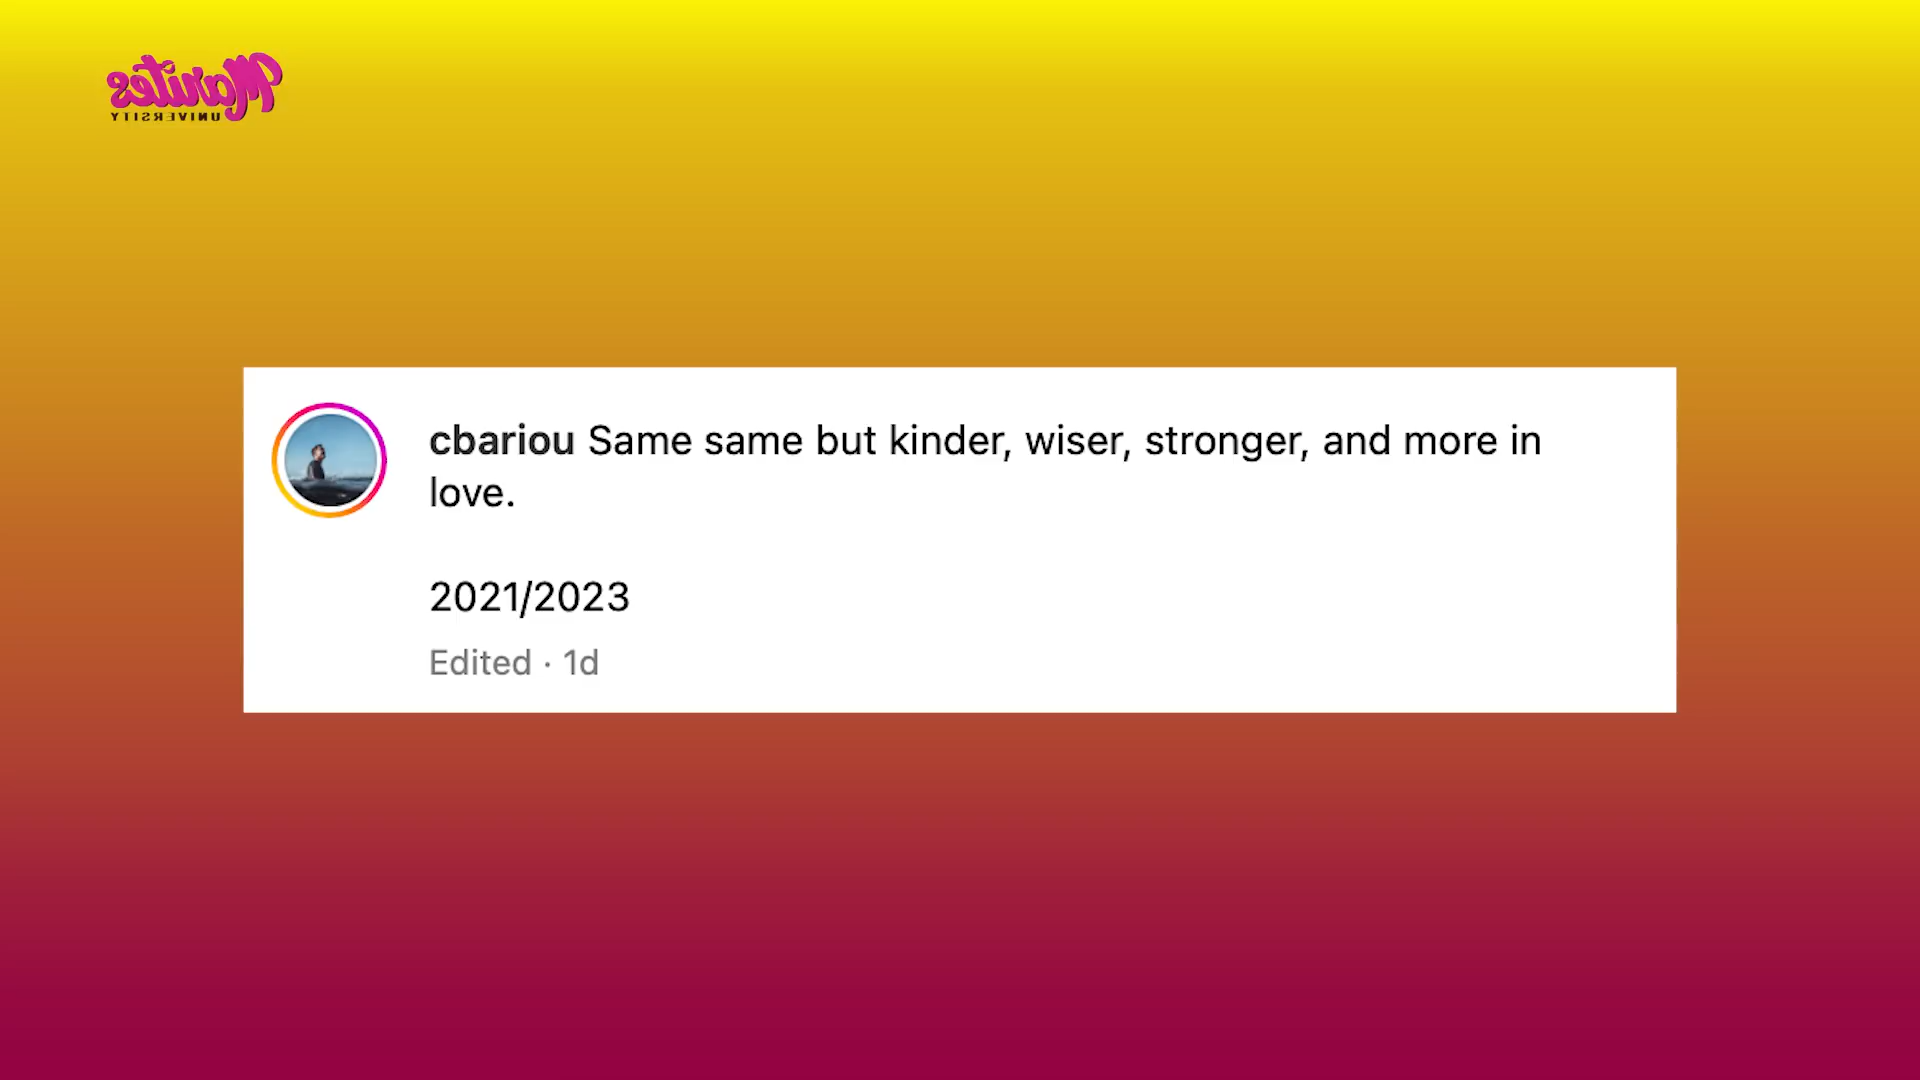 Marites
UNIVERSITY
cbariou Same same but kinder, wiser, stronger, and more in
love.
2021/2023
Edited · 1d